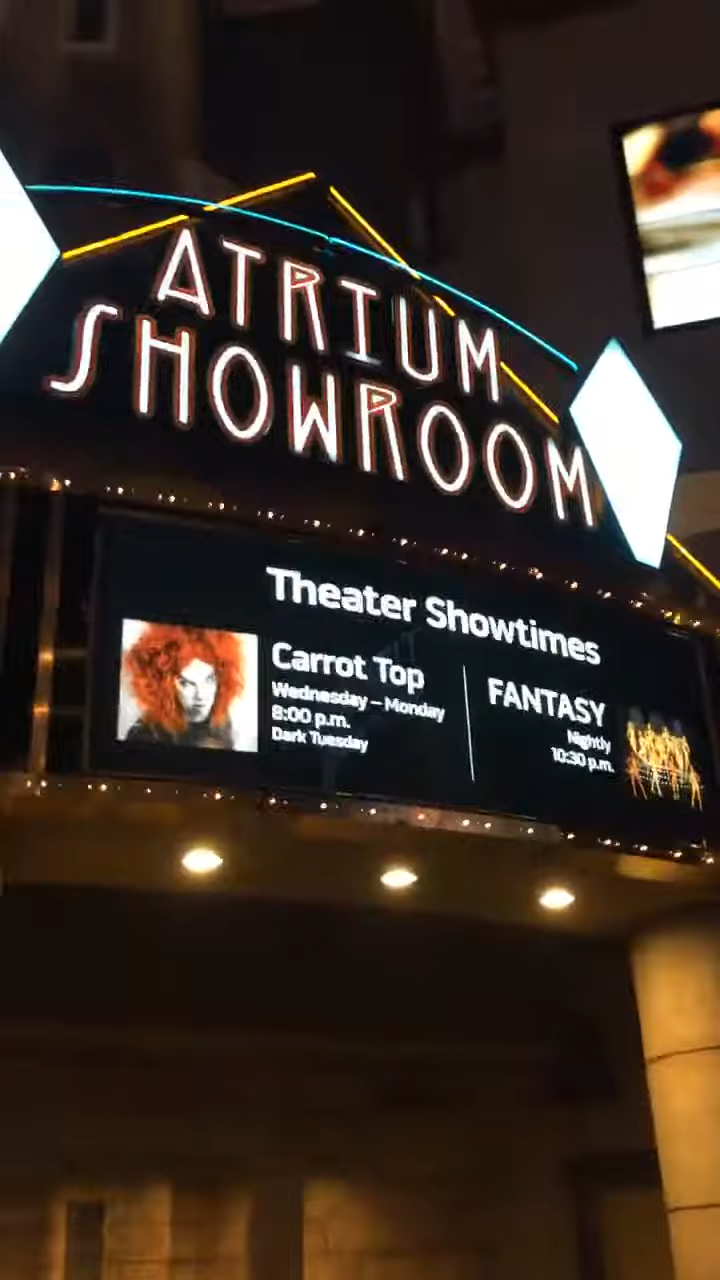 ATRIUM
SHOWROOM
Theater Showtimes
Carrot Top
Wednesday – Monday
8:00 p.m.
Dark Tuesday
FANTASY
Nightly
10:30 p.m.